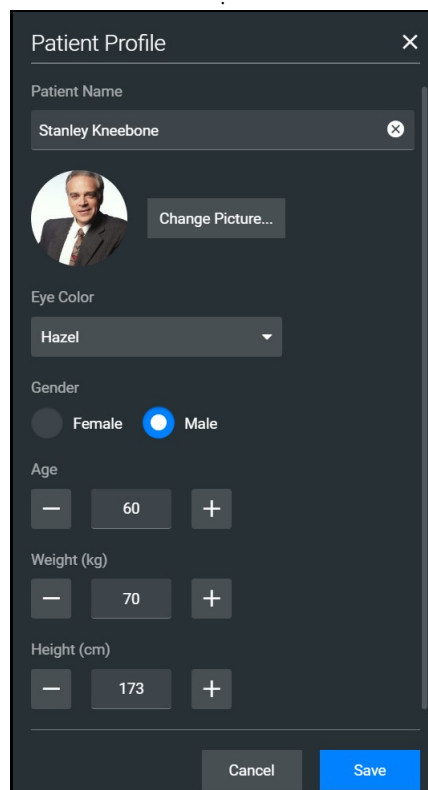 Patient Profile
Patient Name
Stanley Kneebone
Change Picture...
Eye Color
Hazel
Gender
Female Male
Age
60
Weight (kg)
70
Height (cm)
173
Cancel Save